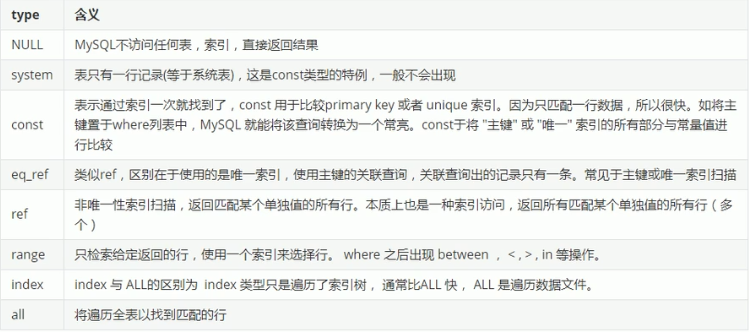 type 含义
NULL MySQL不访问任何表，索引，直接返回结果
system 表只有一行记录(等于系统表)，这是const类型的特例，一般不会出现
表示通过索引一次就找到了，const 用于比较primary key 或者 unique 索引。因为只匹配一行数据，所以很快。如将主
const 键置于where列表中，MySQL 就能将该查询转换为一个常亮。const于将 "主键" 或 "唯一" 索引的所有部分与常量值进
行比较
eq_ref 类似ref，区别在于使用的是唯一索引，使用主键的关联查询，关联查询出的记录只有一条。常见于主键或唯一索引扫描
ref 非唯一性索引扫描，返回匹配某个单独值的所有行。本质上也是一种索引访问，返回所有匹配某个单独值的所有行（多
个）
range 只检索给定返回的行，使用一个索引来选择行。 where 之后出现 between ， < , > , in 等操作。
index index 与 ALL的区别为 index 类型只是遍历了索引树， 通常比ALL 快， ALL 是遍历数据文件。
all 将遍历全表以找到匹配的行